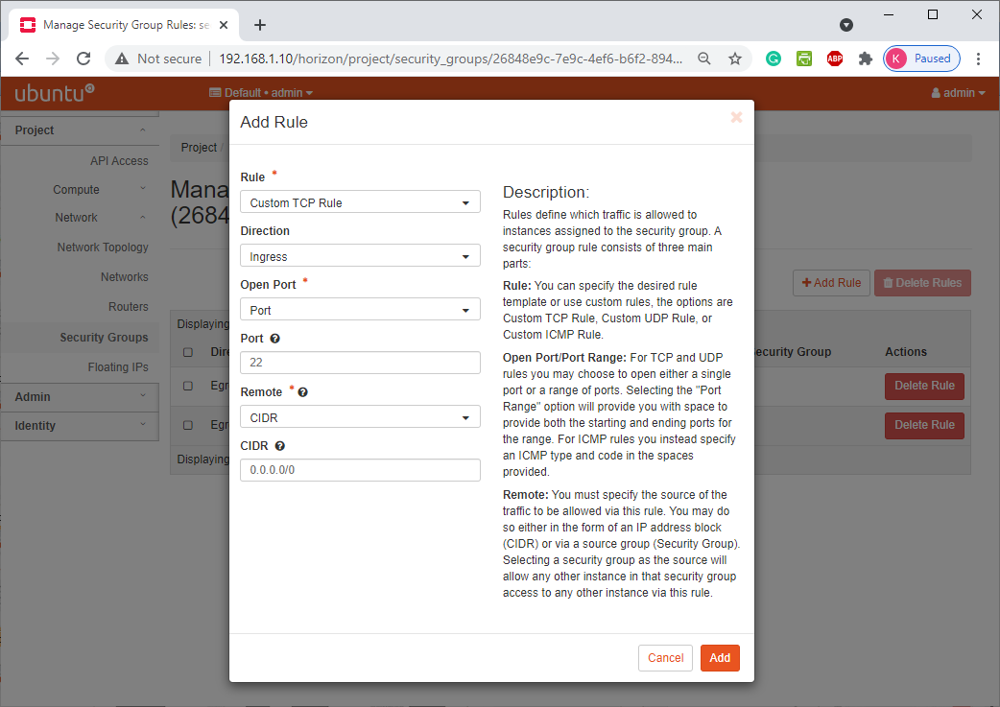 Manage Security Group Rules: se
Not secure
192.168.1.10/horizon/project/security_groups/26848e9c-7e9c-4ef6-b6f2-894...
G
ABP
K
Paused
ubuntu
Default • admin
admin
Project
API Access
Compute
Network
Network Topology
Networks
Routers
Security Groups
Floating IPs
Admin
Identity
Project /
Mana
(2684
Add Rule
Delete Rules
Displaying
Dire
ecurity Group
Actions
Egr
Delete Rule
Egr
Delete Rule
Displaying
Add Rule
Rule *
Custom TCP Rule
Direction
Ingress
Open Port *
Port
Port
22
Remote *
CIDR
CIDR
0.0.0.0/0
Description:
Rules define which traffic is allowed to
instances assigned to the security group. A
security group rule consists of three main
parts:
Rule: You can specify the desired rule
template or use custom rules, the options are
Custom TCP Rule, Custom UDP Rule, or
Custom ICMP Rule.
Open Port/Port Range: For TCP and UDP
rules you may choose to open either a single
port or a range of ports. Selecting the "Port
Range" option will provide you with space to
provide both the starting and ending ports for
the range. For ICMP rules you instead specify
an ICMP type and code in the spaces
provided.
Remote: You must specify the source of the
traffic to be allowed via this rule. You may do
so either in the form of an IP address block
(CIDR) or via a source group (Security Group).
Selecting a security group as the source will
allow any other instance in that security group
access to any other instance via this rule.
Cancel
Add